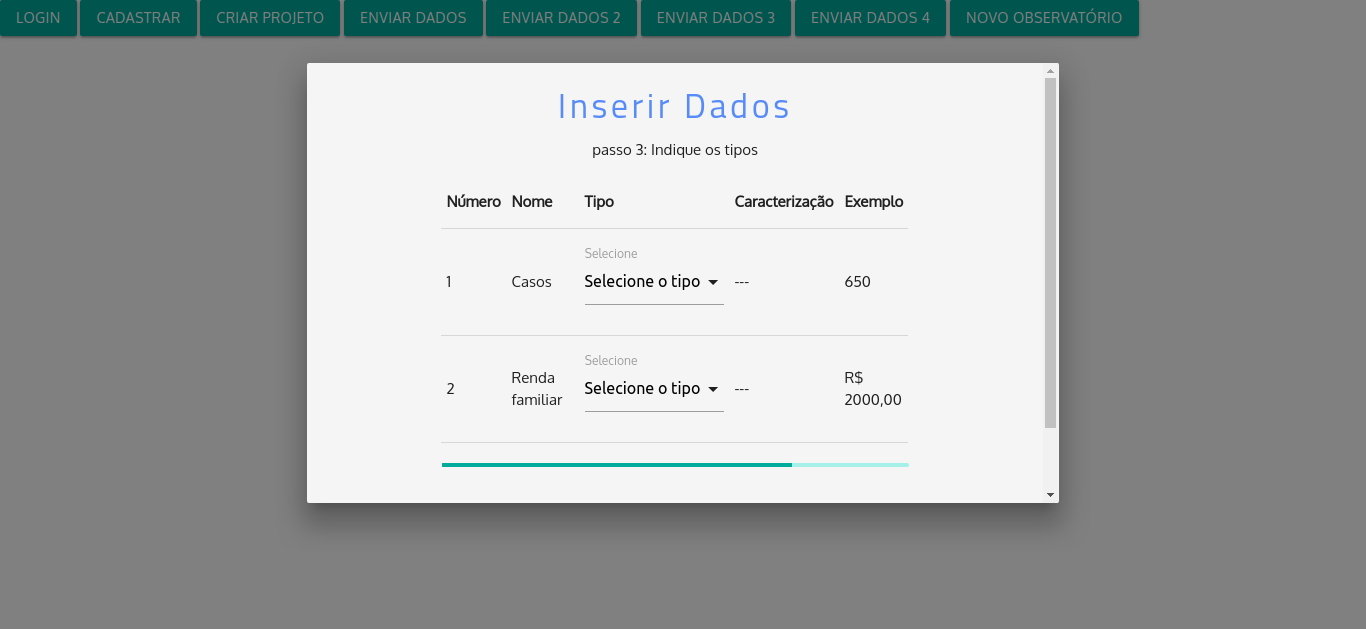 LOGIN CADASTRAR CRIAR PROJETO ENVIAR DADOS ENVIAR DADOS 2 ENVIAR DADOS 3 ENVIAR DADOS 4 NOVO OBSERVATÓRIO
Inserir Dados
passo 3: Indique os tipos
Número Nome Tipo Caracterização Exemplo
Selecione
1 Casos Selecione o tipo --- 650
Selecione
2 Renda familiar Selecione o tipo --- R$ 2000,00